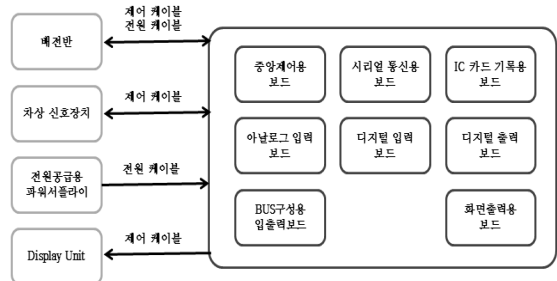 제어 케이블
전원 케이블
배전반
중앙제어용
보드
시리얼 통신용
보드
IC 카드 기록용
보드
제어 케이블
차상 신호장치
아날로그 입력
보드
디지털 입력
보드
디지털 출력
보드
전원 케이블
전원공급용
파워서플라이
BUS구성용
입출력보드
화면출력용
보드
제어 케이블
Display Unit